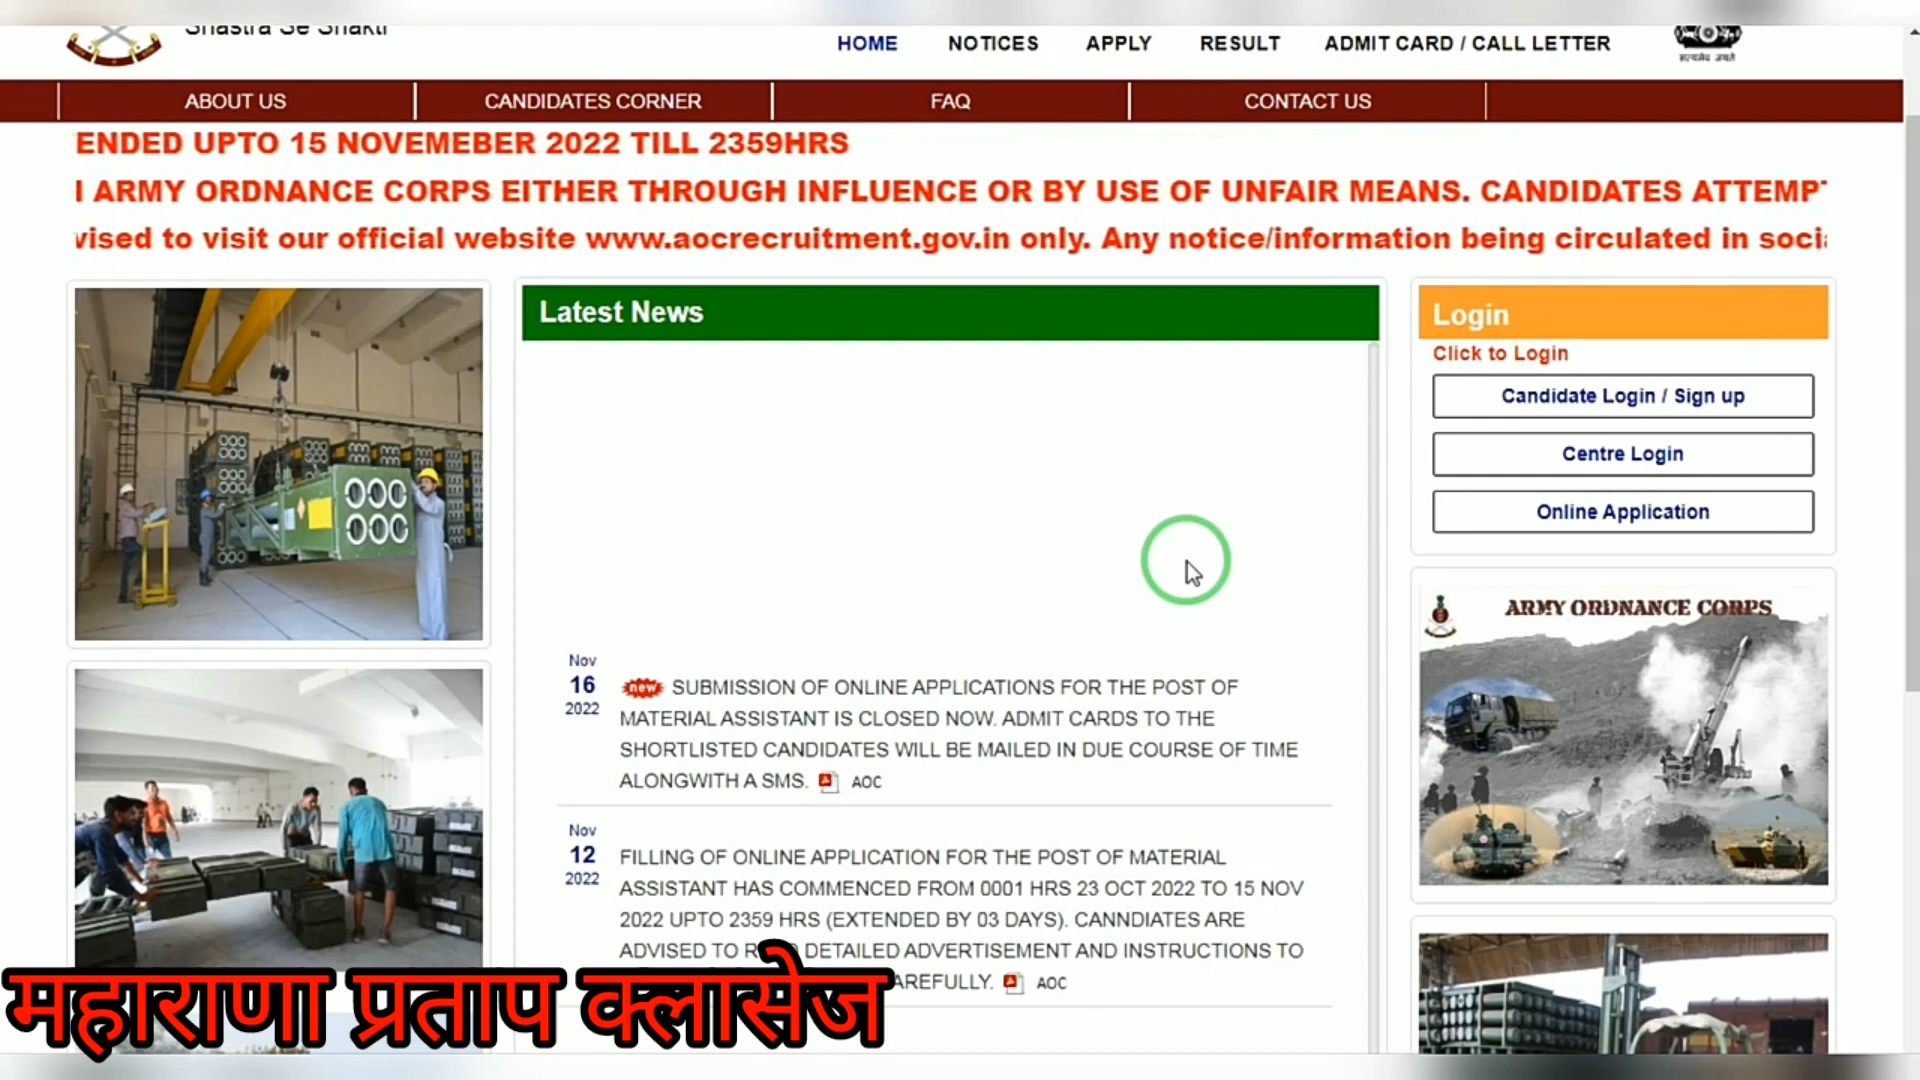 Shastra Se Shakti
HOME NOTICES APPLY RESULT ADMIT CARD / CALL LETTER
सत्यमेव जयते
ABOUT US CANDIDATES CORNER FAQ CONTACT US
ENDED UPTO 15 NOVEMEBER 2022 TILL 2359HRS
ARMY ORDNANCE CORPS EITHER THROUGH INFLUENCE OR BY USE OF UNFAIR MEANS. CANDIDATES ATTEMPT
vised to visit our official website www.aocrecruitment.gov.in only. Any notice/information being circulated in soci
Latest News
Nov
16
2022
new SUBMISSION OF ONLINE APPLICATIONS FOR THE POST OF
MATERIAL ASSISTANT IS CLOSED NOW. ADMIT CARDS TO THE
SHORTLISTED CANDIDATES WILL BE MAILED IN DUE COURSE OF TIME
ALONGWITH A SMS. AOC
Nov
12
2022
FILLING OF ONLINE APPLICATION FOR THE POST OF MATERIAL
ASSISTANT HAS COMMENCED FROM 0001 HRS 23 OCT 2022 TO 15 NOV
2022 UPTO 2359 HRS (EXTENDED BY 03 DAYS). CANNDIATES ARE
ADVISED TO DETAILED ADVERTISEMENT AND INSTRUCTIONS TO
AREFULLY. AOC
Login
Click to Login
Candidate Login / Sign up
Centre Login
Online Application
ARMY ORDNANCE CORPS
महाराणा प्रताप क्लासेज